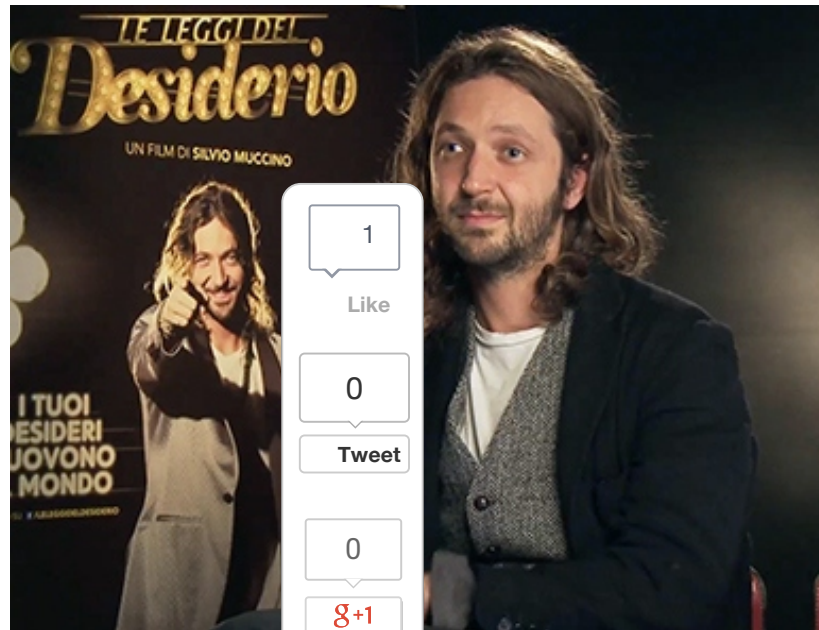 LE LEGGI DEL
Desiderio
UN FILM DI SILVIO MUCCINO
I TUOI
DESIDERI
UOVONO
MONDO
1
Like
0
Tweet
0
g+1